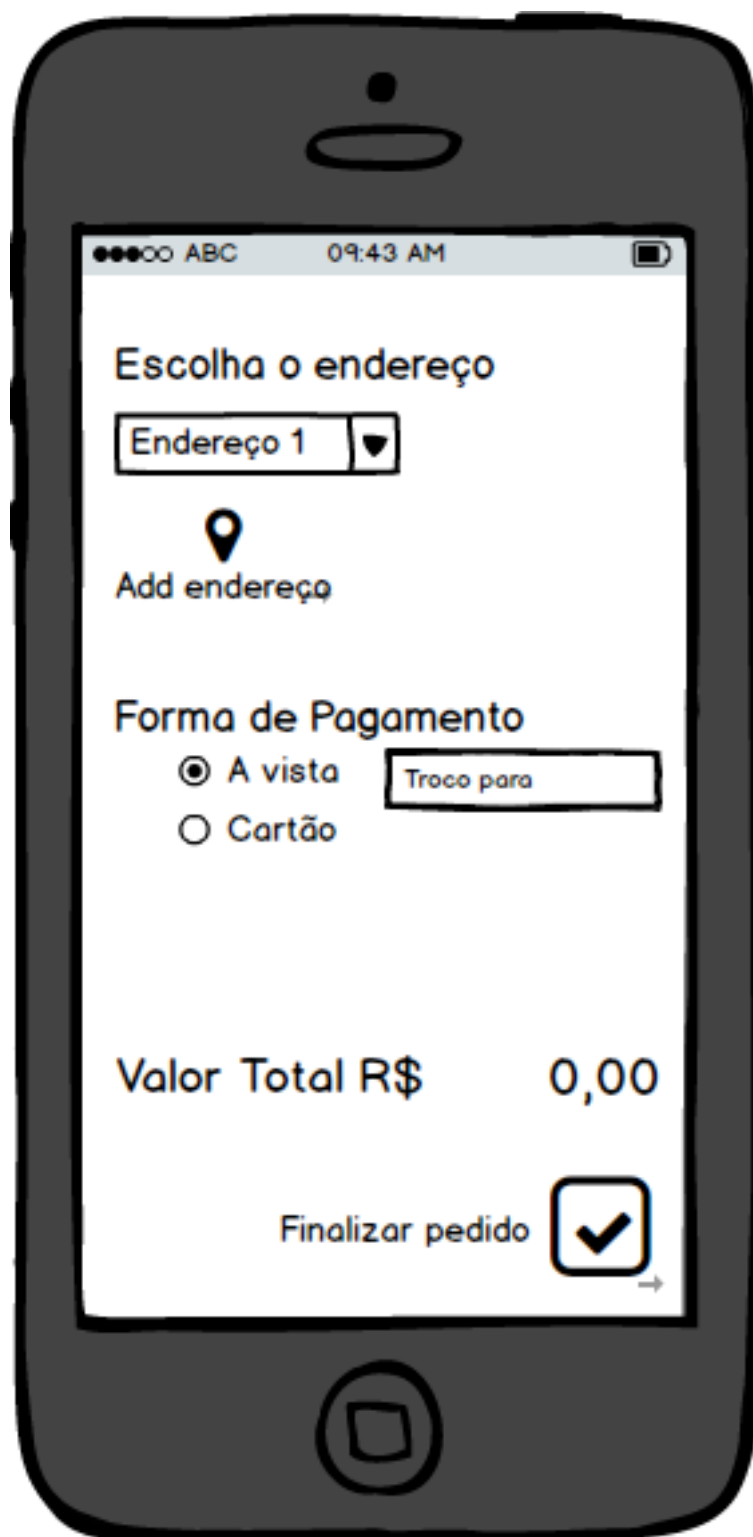 ABC 09:43 AM
Escolha o endereço
Endereço 1
Add endereço
Forma de Pagamento
A vista Troco para
Cartão
Valor Total R$ 0,00
Finalizar pedido